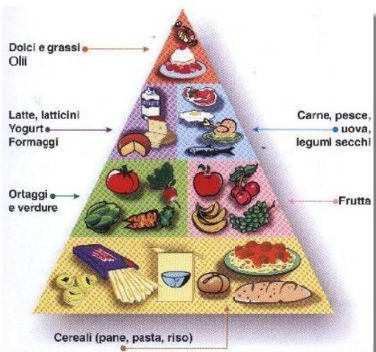 Dolci e grassi
Olii
Latte, latticini
Yogurt
Formaggi
Carne, pesce,
uova,
legumi secchi
Ortaggi
e verdure
Frutta
Cereali (pane, pasta, riso)